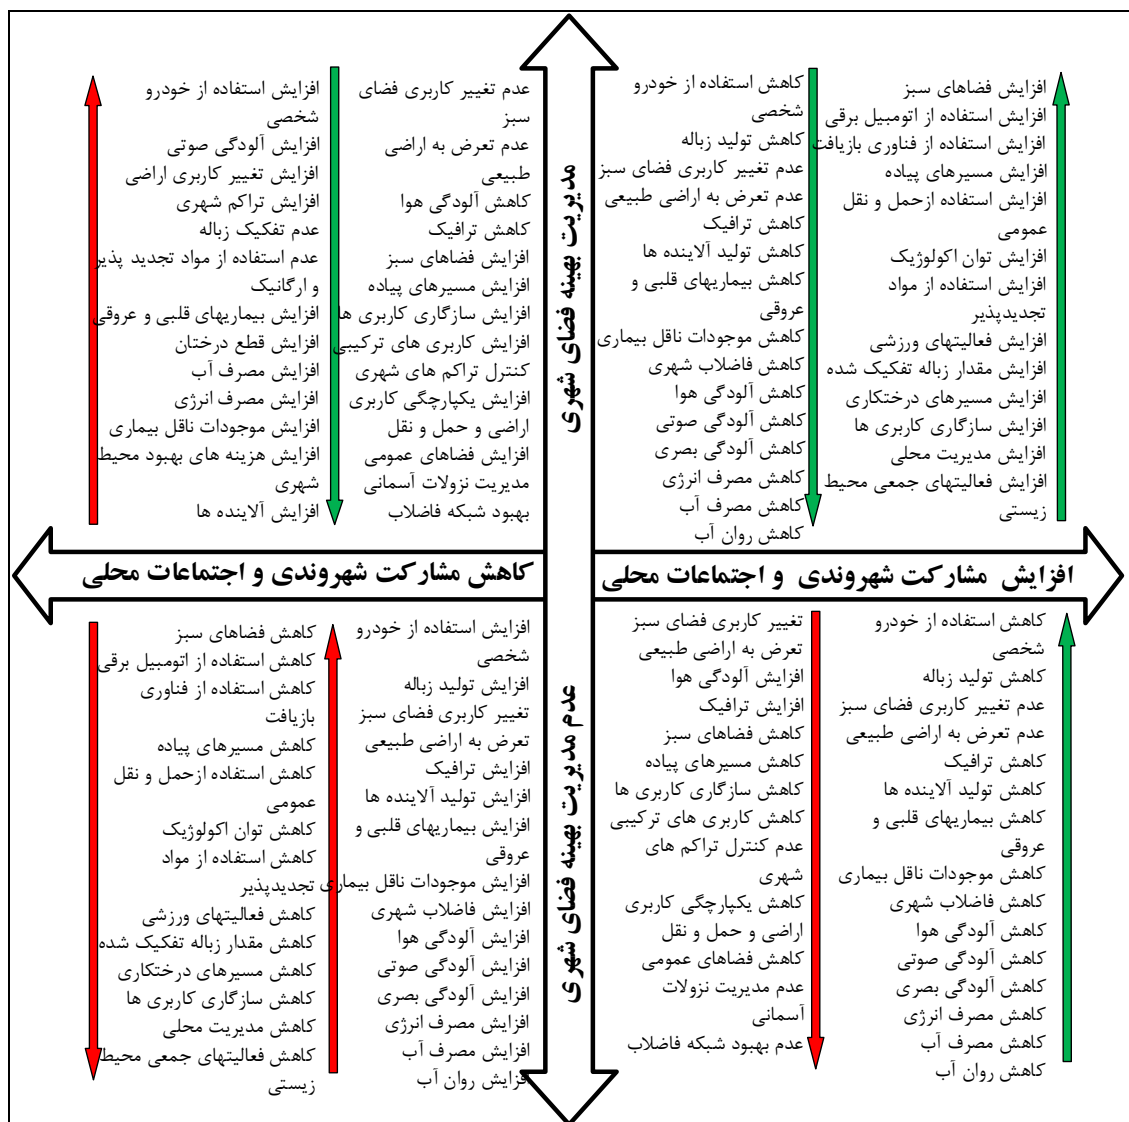 افزایش فضاهای سبز
افزایش استفاده از اتومبیل برقی
افزایش استفاده از فناوری بازیافت
افزایش مسیرهای پیاده
افزایش استفاده ازحمل و نقل
عمومی
افزایش توان اکولوژیک
افزایش استفاده از مواد
تجدیدپذیر
افزایش فعالیتهای ورزشی
افزایش مقدار زباله تفکیک شده
افزایش مسیرهای درختکاری
افزایش سازگاری کاربری ها
افزایش مدیریت محلی
افزایش فعالیتهای جمعی محیط
زیستی
کاهش استفاده از خودرو
شخصی
کاهش تولید زباله
عدم تغییر کاربری فضای سبز
عدم تعرض به اراضی طبیعی
کاهش ترافیک
کاهش تولید آلاینده ها
کاهش بیماریهای قلبی و
عروقی
کاهش موجودات ناقل بیماری
کاهش فاضلاب شهری
کاهش آلودگی هوا
کاهش آلودگی صوتی
کاهش آلودگی بصری
کاهش مصرف انرژی
کاهش مصرف آب
کاهش روان آب
مدیریت بهینه فضای شهری
عدم تغییر کاربری فضای
سبز
عدم تعرض به اراضی
طبیعی
کاهش آلودگی هوا
کاهش ترافیک
افزایش فضاهای سبز
افزایش مسیرهای پیاده
افزایش سازگاری کاربری ها
افزایش کاربری های ترکیبی
کنترل تراکم های شهری
افزایش یکپارچگی کاربری
اراضی و حمل و نقل
افزایش فضاهای عمومی
مدیریت نزولات آسمانی
بهبود شبکه فاضلاب
افزایش استفاده از خودرو
شخصی
افزایش آلودگی صوتی
افزایش تغییر کاربری اراضی
افزایش تراکم شهری
عدم تفکیک زباله
عدم استفاده از مواد تجدید پذیر
و ارگانیک
افزایش بیماریهای قلبی و عروقی
افزایش قطع درختان
افزایش مصرف آب
افزایش مصرف انرژی
افزایش موجودات ناقل بیماری
افزایش هزینه های بهبود محیط
شهری
افزایش آلاینده ها
افزایش مشارکت شهروندی و اجتماعات محلی
کاهش مشارکت شهروندی و اجتماعات محلی
کاهش استفاده از خودرو
شخصی
کاهش تولید زباله
عدم تغییر کاربری فضای سبز
عدم تعرض به اراضی طبیعی
کاهش ترافیک
کاهش تولید آلاینده ها
کاهش بیماریهای قلبی و
عروقی
کاهش موجودات ناقل بیماری
کاهش فاضلاب شهری
کاهش آلودگی هوا
کاهش آلودگی صوتی
کاهش آلودگی بصری
کاهش مصرف انرژی
کاهش مصرف آب
کاهش روان آب
تغییر کاربری فضای سبز
تعرض به اراضی طبیعی
افزایش آلودگی هوا
افزایش ترافیک
کاهش فضاهای سبز
کاهش مسیرهای پیاده
کاهش سازگاری کاربری ها
کاهش کاربری های ترکیبی
عدم کنترل تراکم های
شهری
کاهش یکپارچگی کاربری
اراضی و حمل و نقل
کاهش فضاهای عمومی
عدم مدیریت نزولات
آسمانی
عدم بهبود شبکه فاضلاب
عدم مدیریت بهینه فضای شهری
افزایش استفاده از خودرو
شخصی
افزایش تولید زباله
تغییر کاربری فضای سبز
تعرض به اراضی طبیعی
افزایش ترافیک
افزایش تولید آلاینده ها
افزایش بیماریهای قلبی و
عروقی
افزایش موجودات ناقل بیماری
افزایش فاضلاب شهری
افزایش آلودگی هوا
افزایش آلودگی صوتی
افزایش آلودگی بصری
افزایش مصرف انرژی
افزایش مصرف آب
افزایش روان آب
کاهش فضاهای سبز
کاهش استفاده از اتومبیل برقی
کاهش استفاده از فناوری
بازیافت
کاهش مسیرهای پیاده
کاهش استفاده ازحمل و نقل
عمومی
کاهش توان اکولوژیک
کاهش استفاده از مواد
تجدیدپذیر
کاهش فعالیتهای ورزشی
کاهش مقدار زباله تفکیک شده
کاهش مسیرهای درختکاری
کاهش سازگاری کاربری ها
کاهش مدیریت محلی
کاهش فعالیتهای جمعی محیط
زیستی